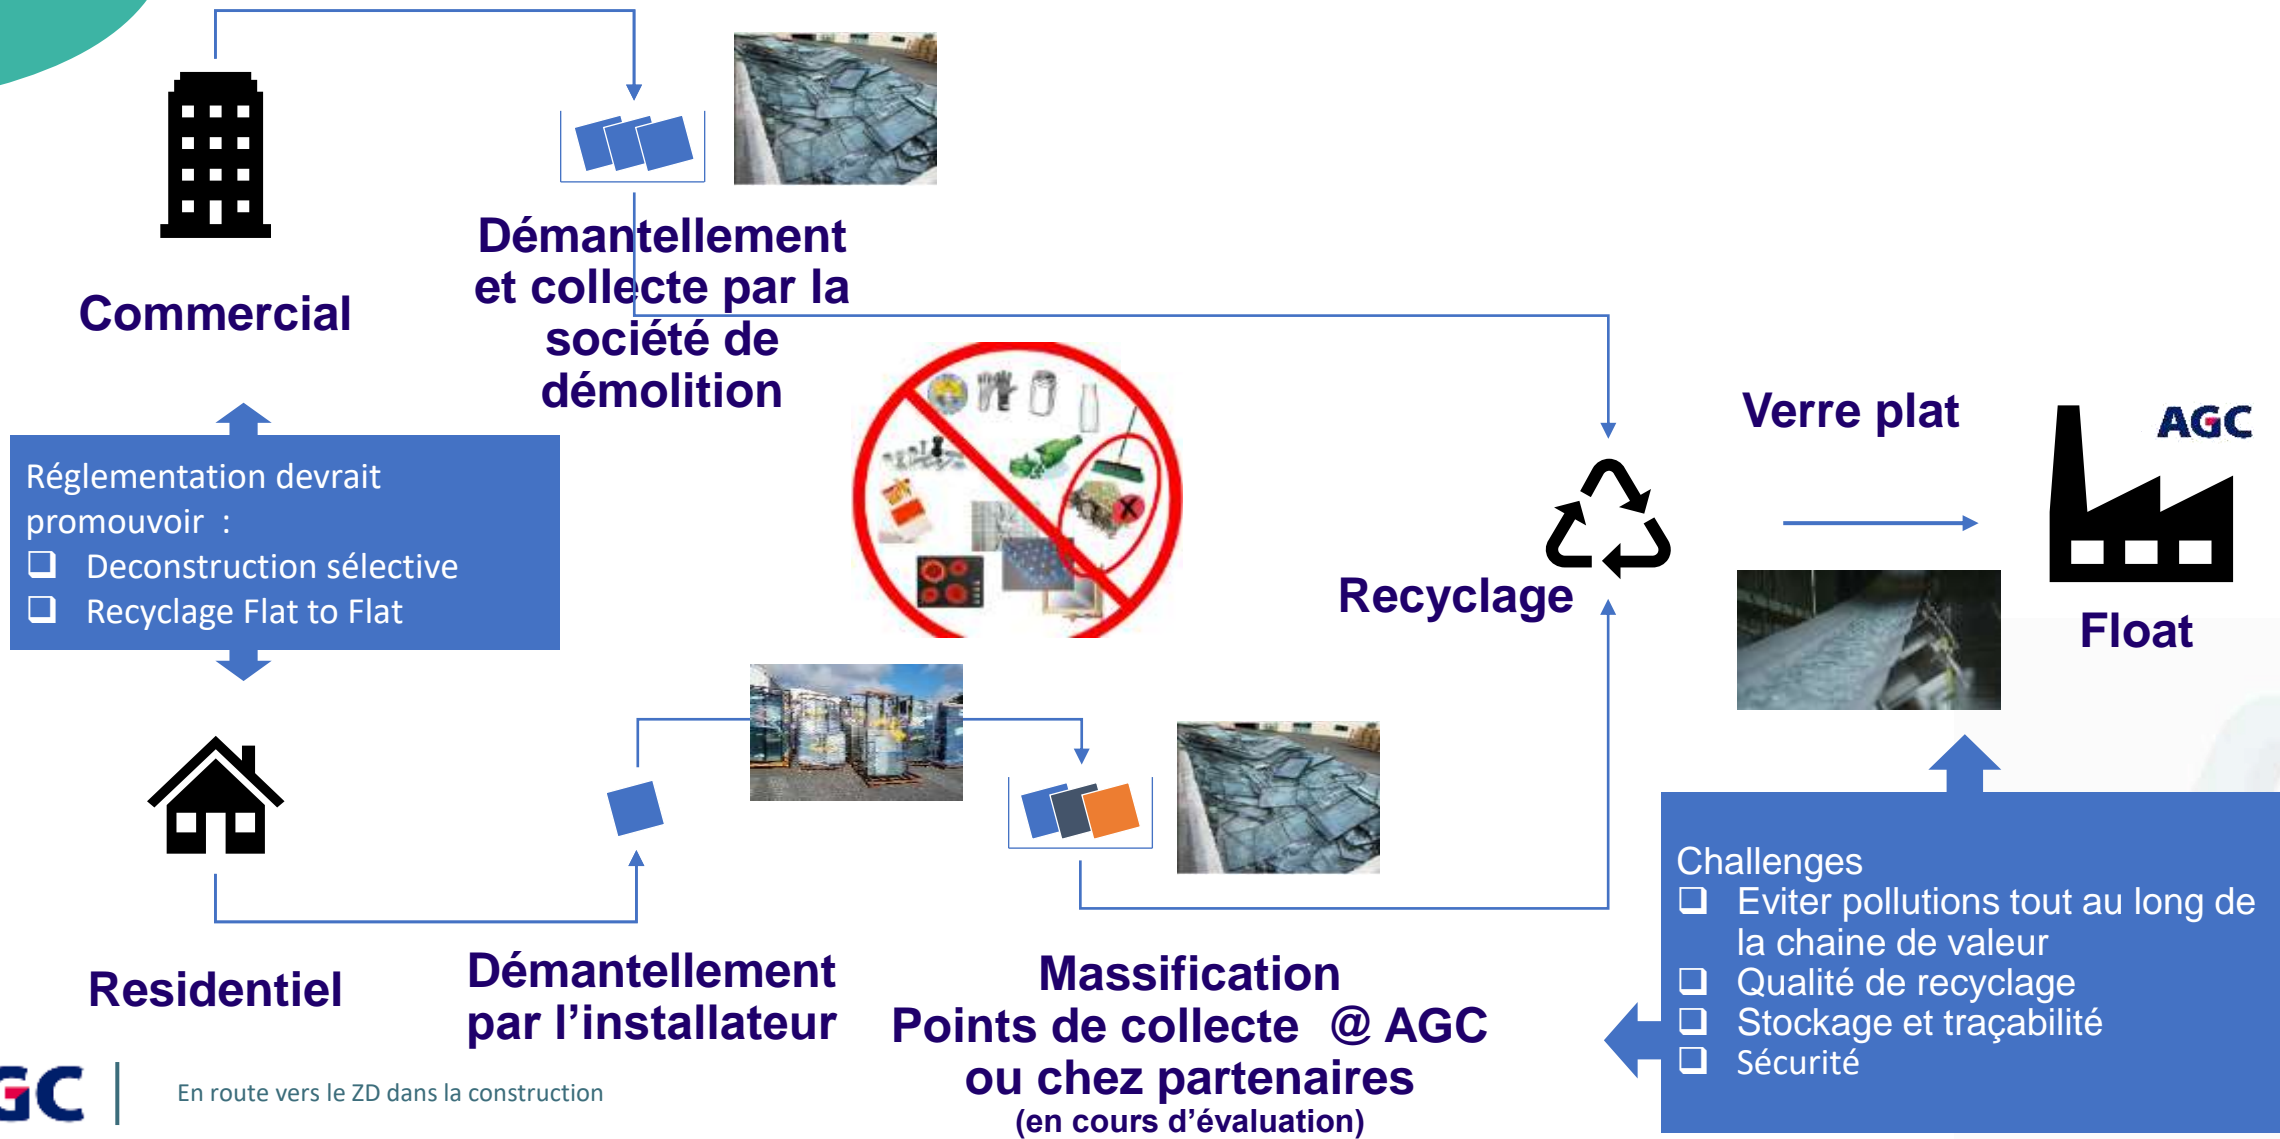 Commercial
Démantellement
et collecte par la
société de
démolition
Réglementation devrait
promouvoir :
❑ Deconstruction sélective
❑ Recyclage Flat to Flat
Verre plat
AGC
Recyclage
Float
Residentiel
Démantellement
par l’installateur
Massification
Points de collecte @ AGC
ou chez partenaires
(en cours d’évaluation)
Challenges
❑ Eviter pollutions tout au long de
la chaine de valeur
❑ Qualité de recyclage
❑ Stockage et traçabilité
❑ Sécurité
GC
En route vers le ZD dans la construction